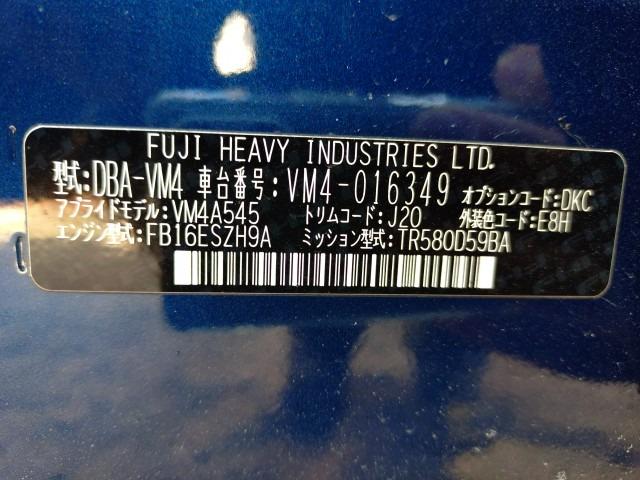 FUJI HEAVY INDUSTRIES LTD.
型式:DBA-VM4 車台番号:VM4-016349 オプションコード:DKC
アプライドモデル:VM4A545 トリムコード:J20 外装色コード:E8H
エンジン型式:FB16ESZH9A ミッション型式:TR580D59BA